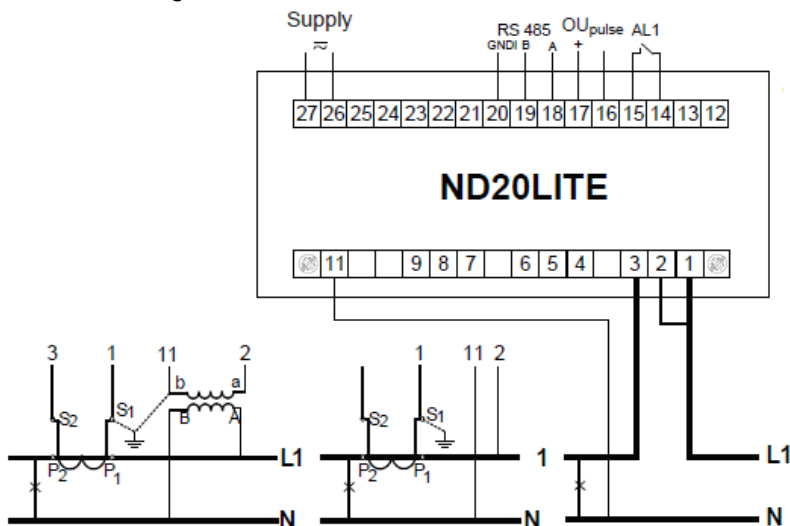 Supply
RS 485 OUpulse AL1
GNDI B A +
27 26 25 24 23 22 21 20 19 18 17 16 15 14 13 12
ND20LITE
11 9 8 7 6 5 4 3 2 1
3 1 11 2
b a
S2 S1 B A
P2 P1 L1
N
1 11 2
S2 S1
P2 P1 1
N
L1
N